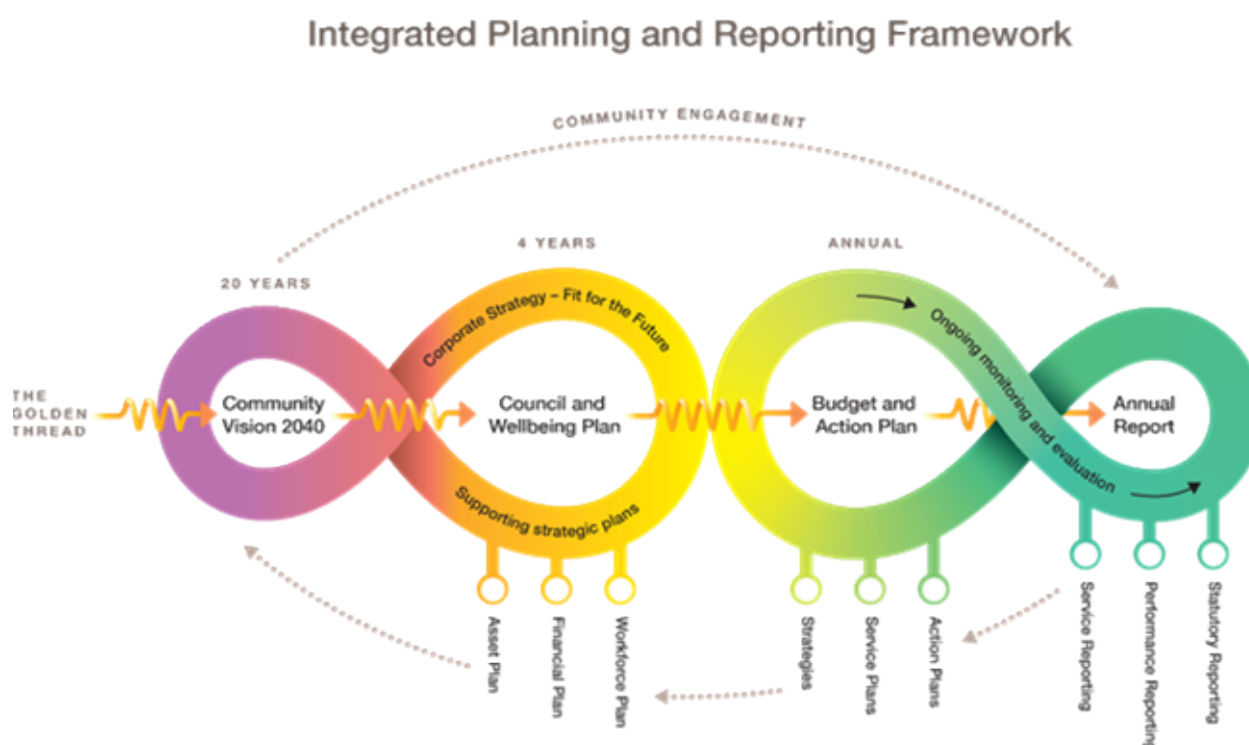 Integrated Planning and Reporting Framework
COMMUNITY ENGAGEMENT
20 YEARS
4 YEARS
ANNUAL
THE
GOLDEN
THREAD
Community
Vision 2040
Corporate Strategy – Fit for the Future
Council and
Wellbeing Plan
Supporting strategic plans
Budget and
Action Plan
Ongoing monitoring and evaluation
Annual
Report
Asset Plan
Financial Plan
Workforce Plan
Strategies
Service Plans
Action Plans
Service Reporting
Performance Reporting
Statutory Reporting